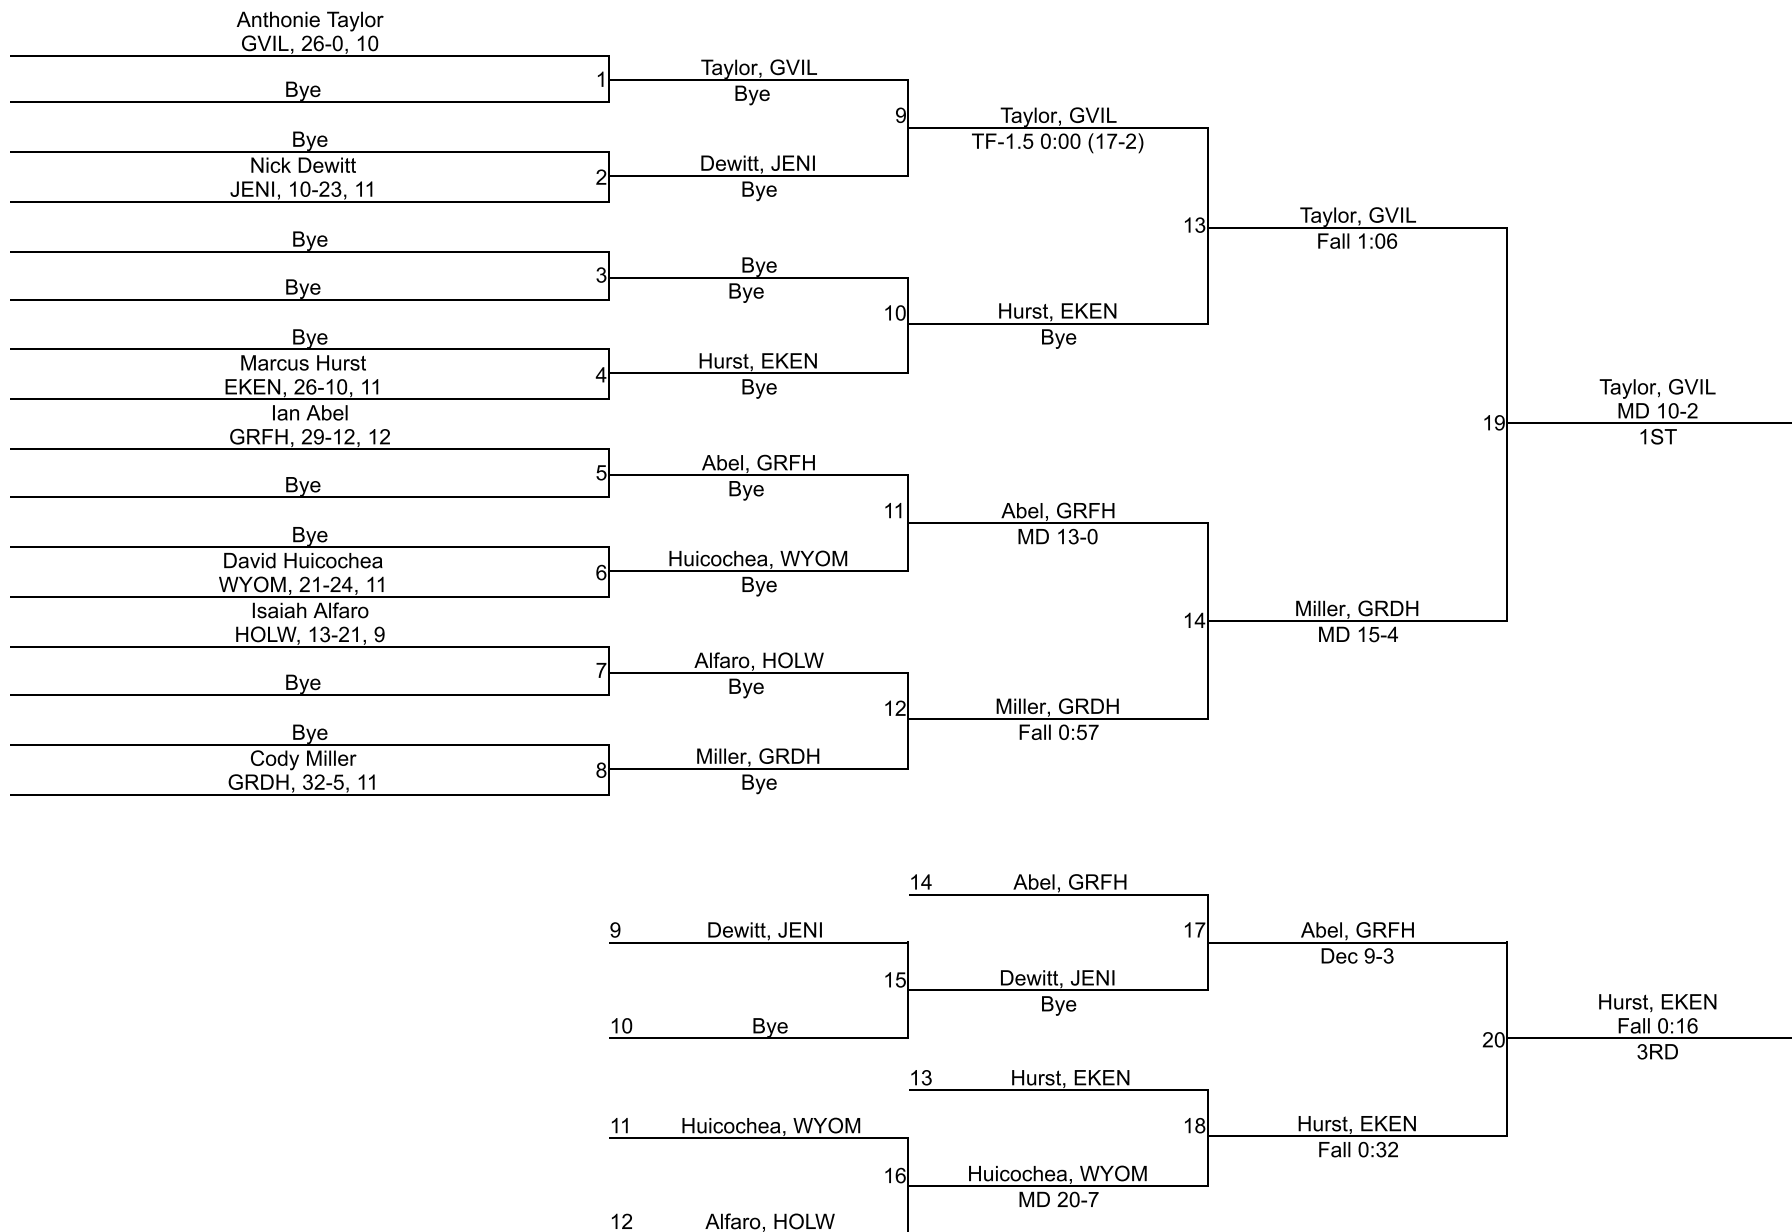 Anthonie Taylor
GVIL, 26-0, 10
Bye
1
Bye
Nick Dewitt
JENI, 10-23, 11
2
Bye
Bye
3
Bye
Marcus Hurst
EKEN, 26-10, 11
4
Ian Abel
GRFH, 29-12, 12
Bye
5
Bye
David Huicochea
WYOM, 21-24, 11
6
Isaiah Alfaro
HOLW, 13-21, 9
Bye
7
Bye
Cody Miller
GRDH, 32-5, 11
8
Taylor, GVIL
Bye
9
Dewitt, JENI
Bye
Bye
Bye
10
Hurst, EKEN
Bye
Abel, GRFH
Bye
11
Huicochea, WYOM
Bye
Alfaro, HOLW
Bye
12
Miller, GRDH
Bye
Taylor, GVIL
TF-1.5 0:00 (17-2)
13
Hurst, EKEN
Bye
Abel, GRFH
MD 13-0
14
Miller, GRDH
Fall 0:57
Taylor, GVIL
Fall 1:06
19
Miller, GRDH
MD 15-4
Taylor, GVIL
MD 10-2
1ST
14 Abel, GRFH
9 Dewitt, JENI
15
10 Bye
Dewitt, JENI
Bye
17
Abel, GRFH
Dec 9-3
13 Hurst, EKEN
11 Huicochea, WYOM
16
12 Alfaro, HOLW
Huicochea, WYOM
MD 20-7
18
Hurst, EKEN
Fall 0:32
20
Hurst, EKEN
Fall 0:16
3RD